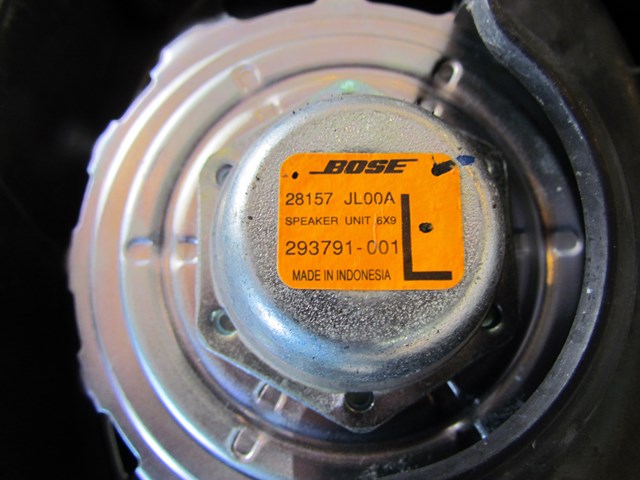 BOSE
28157 JL00A
SPEAKER UNIT 6X9
293791-001
L
MADE IN INDONESIA